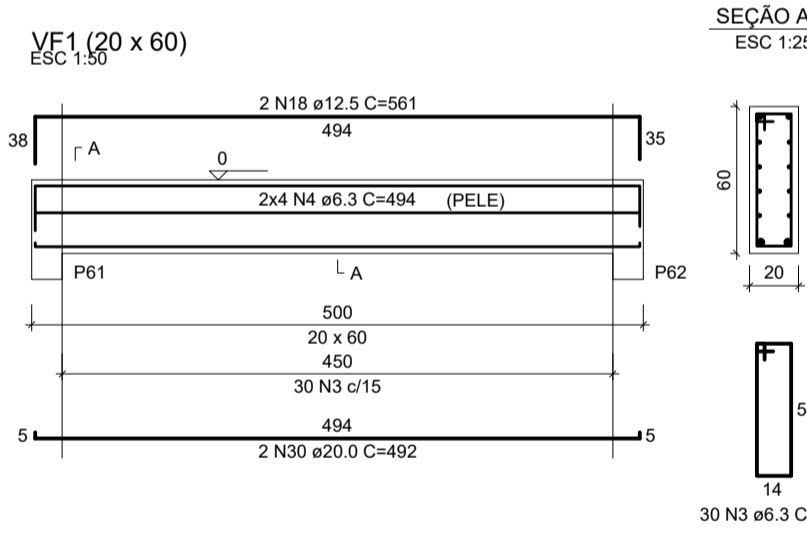 VF1 (20 x 60)
ESC 1:50
SEÇÃO A
ESC 1:25
2 N18 ø12.5 C=561
494
38
35
A
0
2x4 N4 ø6.3 C=494 (PELE)
60
20
P61
A
P62
500
20 x 60
450
30 N3 c/15
494
5
5
2 N30 ø20.0 C=492
5
14
30 N3 ø6.3 C